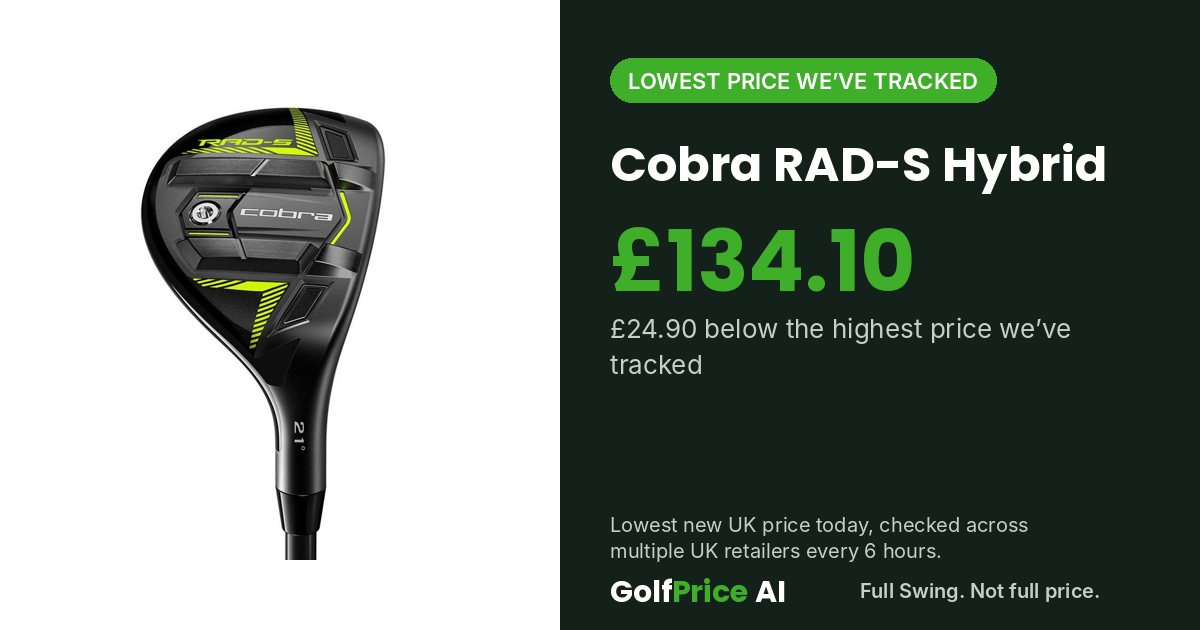 RAD-S
cobra
21°
LOWEST PRICE WE’VE TRACKED
Cobra RAD-S Hybrid
£134.10
£24.90 below the highest price we’ve
tracked
Lowest new UK price today, checked across
multiple UK retailers every 6 hours.
GolfPrice AI
Full Swing. Not full price.